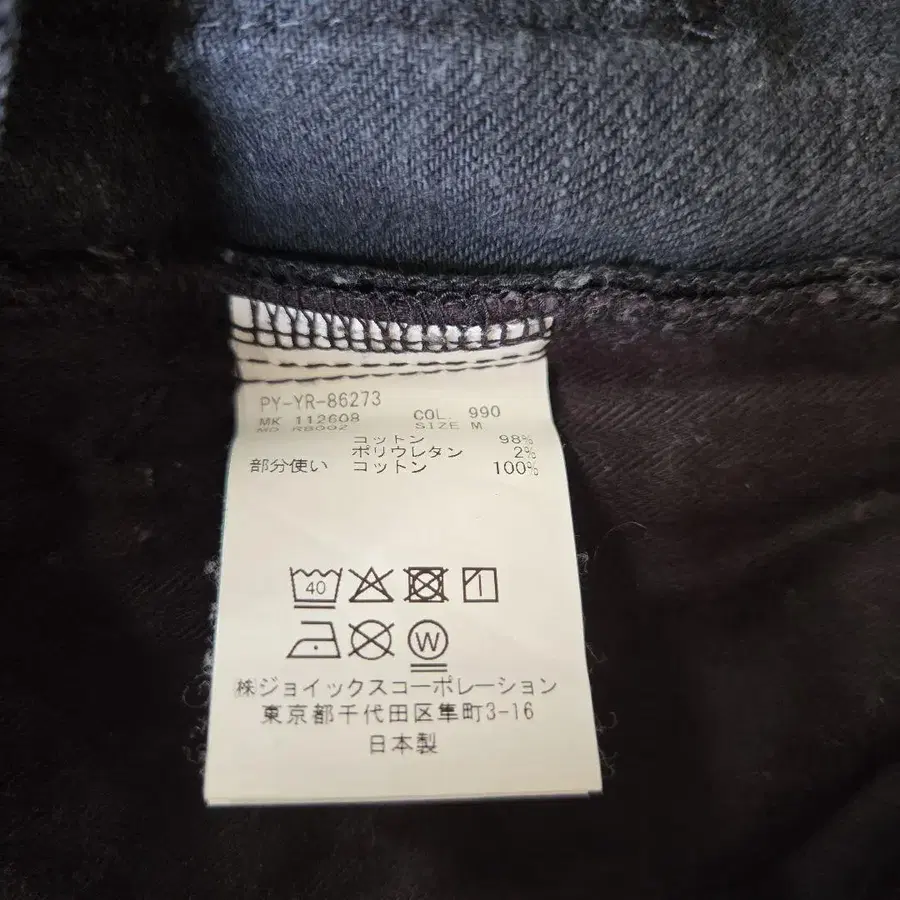 PY-YR-86273
MK 112608 COL. 990
MD RB002 SIZE M
コットン 98%
ポリウレタン 2%
部分使い コットン 100%
40
W
㈱ジョイックスコーポレーション
東京都千代田区隼町3-16
日本製